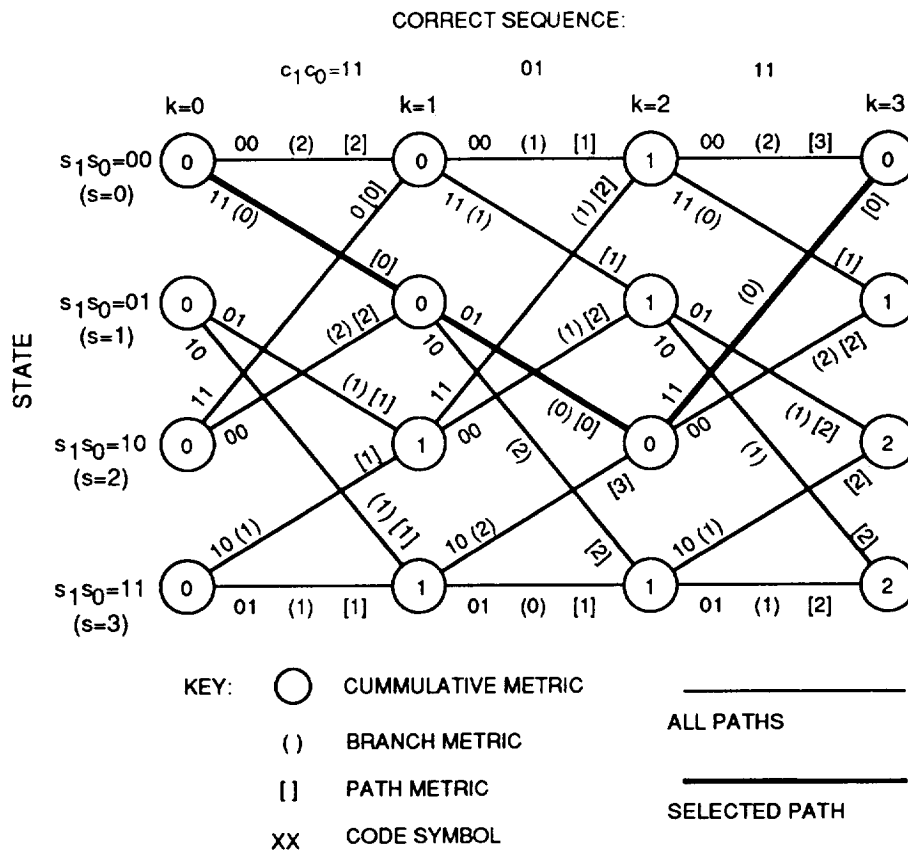 CORRECT SEQUENCE:
c1c0=11 01 11
k=0 k=1 k=2 k=3
s1s0=00 0 00 (2) [2] 0 00 (1) [1] 1 00 (2) [3] 0
(s=0)
11 (0) 0 [0] 11 (1) (1) [2] 11 (0) [0]
[0] [1] (0) [1]
s1s0=01 0 01 (2) [2] 0 01 (1) [2] 1 01 (2) [2] 1
(s=1)
10 10 10
STATE
11 (1) [1] 11 (0) [0] 11 (1) [2]
s1s0=10 0 00 [1] 1 00 (2) [3] 0 00 (1) [2] 2
(s=2)
10 (1) (1) [1] 10 (2) [2] 10 (1) [2]
s1s0=11 0 01 (1) [1] 1 01 (0) [1] 1 01 (1) [2] 2
(s=3)
KEY: CUMMULATIVE METRIC
ALL PATHS
( ) BRANCH METRIC
[ ] PATH METRIC
SELECTED PATH
XX CODE SYMBOL